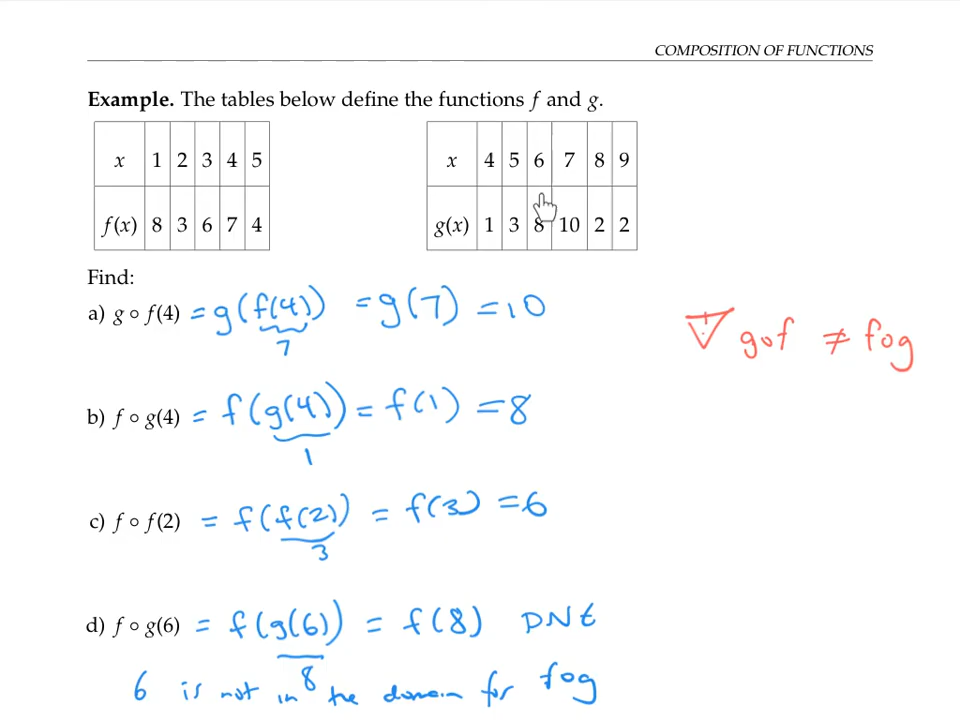 COMPOSITION OF FUNCTIONS
Example. The tables below define the functions f and g.
x 1 2 3 4 5
f(x) 8 3 6 7 4
x 4 5 6 7 8 9
g(x) 1 3 8 10 2 2
Find:
a) g ∘ f(4) = g(f(4)) = g(7) = 10
7
g∘f ≠ f∘g
b) f ∘ g(4) = f(g(4)) = f(1) = 8
1
c) f ∘ f(2) = f(f(2)) = f(3) = 6
3
d) f ∘ g(6) = f(g(6)) = f(8) DNE
8
6 is not in the domain for f∘g